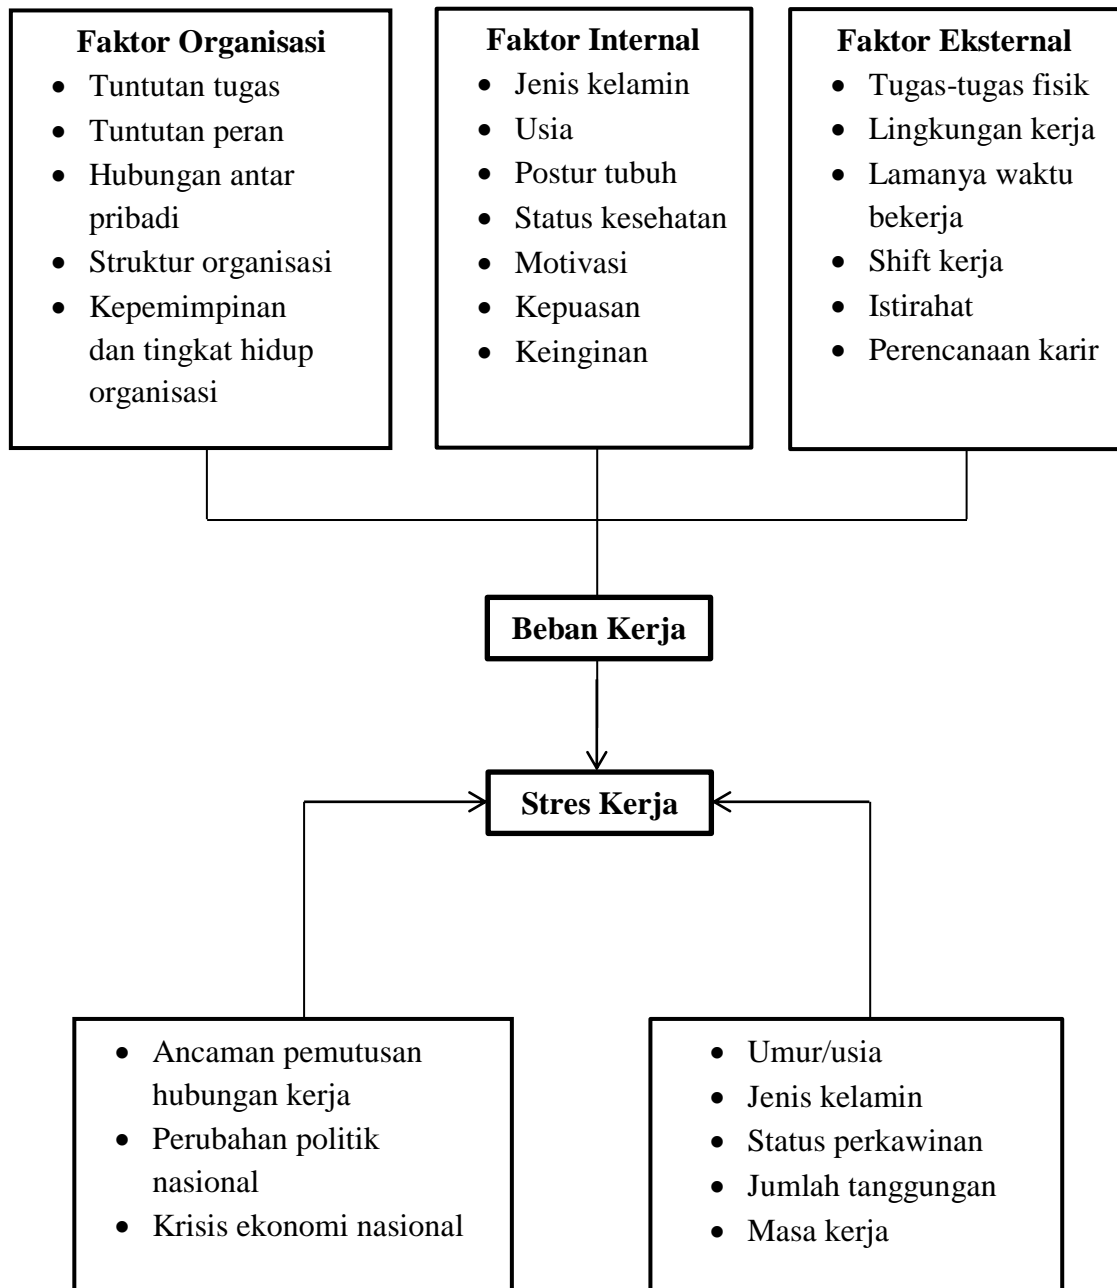 Faktor Organisasi
• Tuntutan tugas
• Tuntutan peran
• Hubungan antar
pribadi
• Struktur organisasi
• Kepemimpinan
dan tingkat hidup
organisasi
Faktor Internal
• Jenis kelamin
• Usia
• Postur tubuh
• Status kesehatan
• Motivasi
• Kepuasan
• Keinginan
Faktor Eksternal
• Tugas-tugas fisik
• Lingkungan kerja
• Lamanya waktu
bekerja
• Shift kerja
• Istirahat
• Perencanaan karir
Beban Kerja
Stres Kerja
• Ancaman pemutusan
hubungan kerja
• Perubahan politik
nasional
• Krisis ekonomi nasional
• Umur/usia
• Jenis kelamin
• Status perkawinan
• Jumlah tanggungan
• Masa kerja